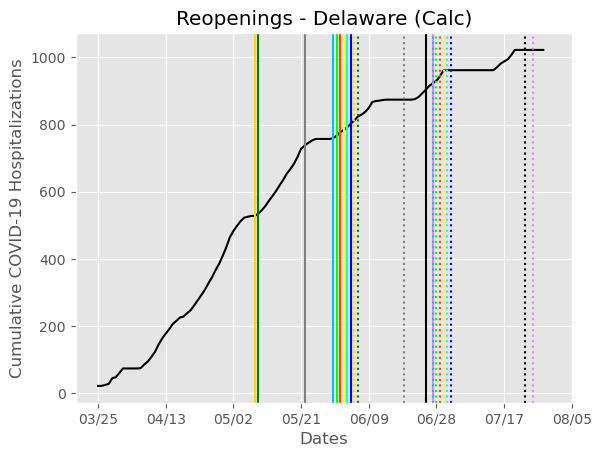 Reopenings - Delaware (Calc)
Cumulative COVID-19 Hospitalizations
1000
800
600
400
200
0
03/25 04/13 05/02 05/21 06/09 06/28 07/17 08/05
Dates